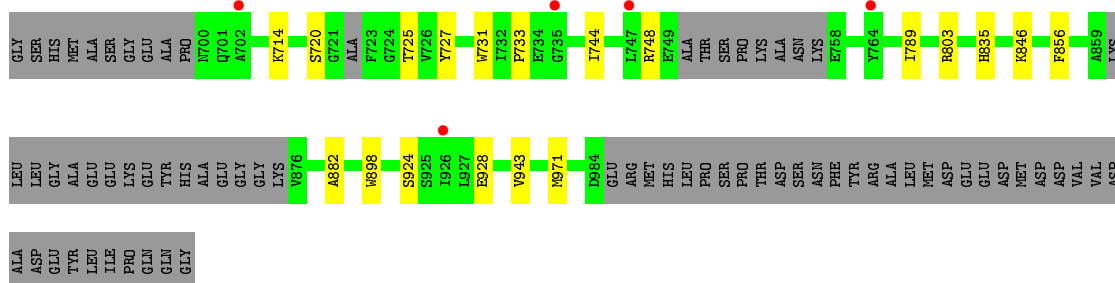 GLY SER HIS MET ALA SER GLY GLU ALA PRO N700 Q701 A702 K714 S720 G721 ALA F723 G724 T725 V726 Y727 W731 I732 P733 E734 G735 I744 L747 R748 E749 ALA THR SER PRO LYS ALA ASN LYS E758 Y764 I789 R803 H835 K846 F856 A859 LYS
LEU LEU GLY ALA GLU GLU LYS GLU TYR HIS ALA GLU GLY GLY LYS V876 A882 W898 S924 S925 I926 L927 E928 V943 M971 D984 GLU ARG MET HIS LEU PRO SER PRO THR ASP SER ASN PHE TYR ARG ALA LEU MET ASP GLU GLU ASP MET ASP ASP VAL VAL ASP
ALA ASP GLU TYR LEU ILE PRO GLN GLN GLY